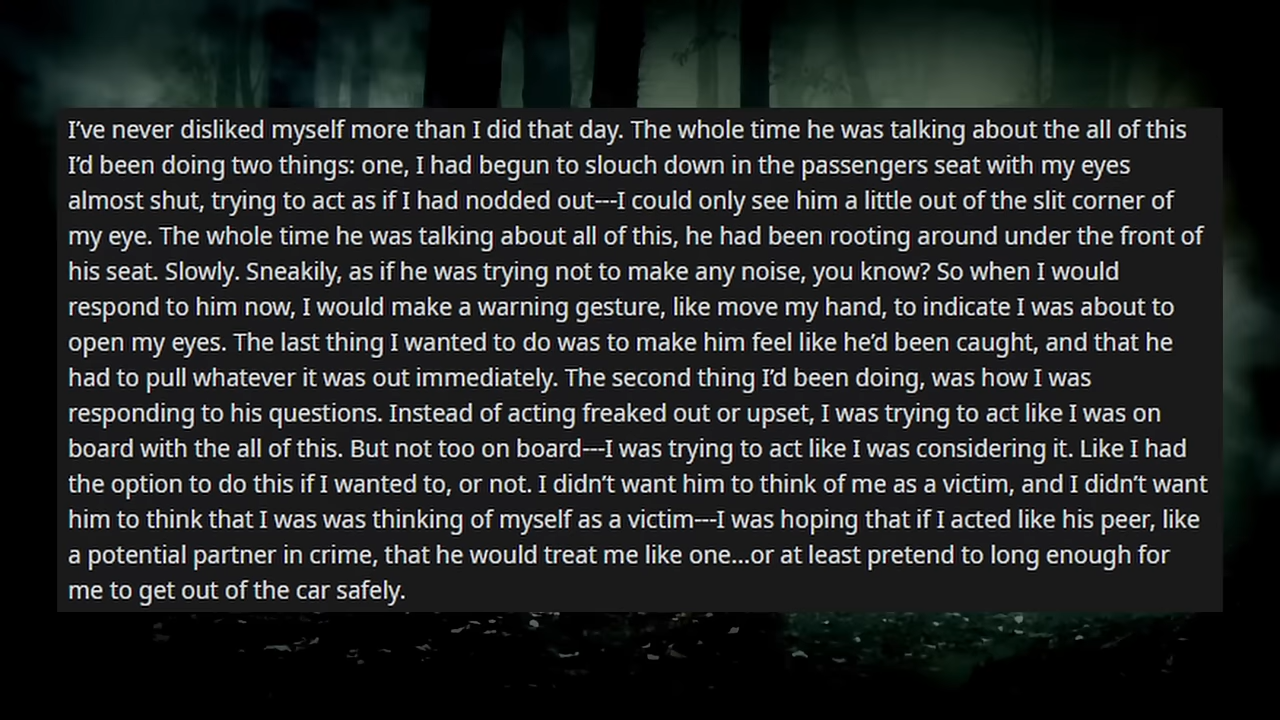 I’ve never disliked myself more than I did that day. The whole time he was talking about the all of this
I’d been doing two things: one, I had begun to slouch down in the passengers seat with my eyes
almost shut, trying to act as if I had nodded out---I could only see him a little out of the slit corner of
my eye. The whole time he was talking about all of this, he had been rooting around under the front of
his seat. Slowly. Sneakily, as if he was trying not to make any noise, you know? So when I would
respond to him now, I would make a warning gesture, like move my hand, to indicate I was about to
open my eyes. The last thing I wanted to do was to make him feel like he’d been caught, and that he
had to pull whatever it was out immediately. The second thing I’d been doing, was how I was
responding to his questions. Instead of acting freaked out or upset, I was trying to act like I was on
board with the all of this. But not too on board---I was trying to act like I was considering it. Like I had
the option to do this if I wanted to, or not. I didn’t want him to think of me as a victim, and I didn’t want
him to think that I was was thinking of myself as a victim---I was hoping that if I acted like his peer, like
a potential partner in crime, that he would treat me like one...or at least pretend to long enough for
me to get out of the car safely.